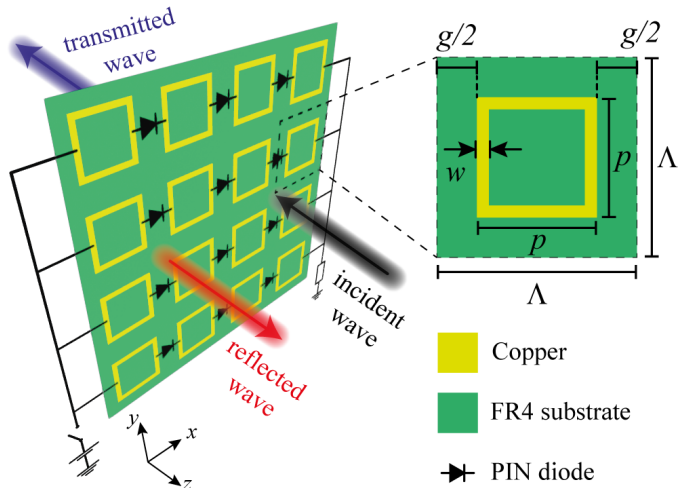 transmitted
wave
incident
wave
reflected
wave
y
x
z
g/2
g/2
w
p
p
Λ
Λ
Copper
FR4 substrate
PIN diode